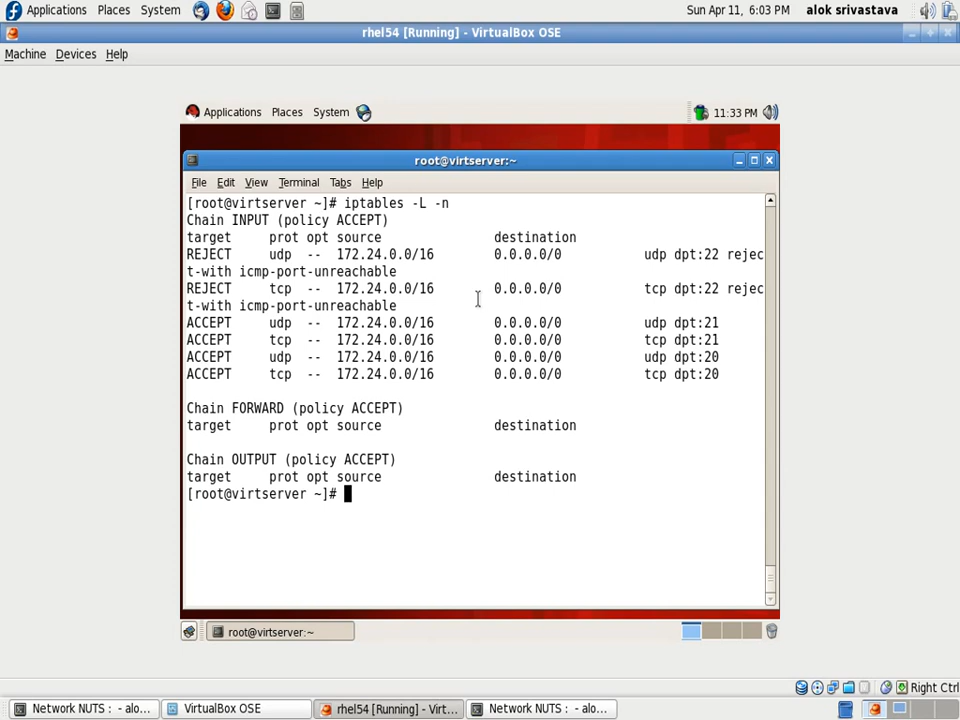 Applications Places System Sun Apr 11, 6:03 PM alok srivastava
rhel54 [Running] - VirtualBox OSE
Machine Devices Help
Applications Places System 11:33 PM
root@virtserver:~
File Edit View Terminal Tabs Help
[root@virtserver ~]# iptables -L -n
Chain INPUT (policy ACCEPT)
target prot opt source destination
REJECT udp -- 172.24.0.0/16 0.0.0.0/0 udp dpt:22 rejec
t-with icmp-port-unreachable
REJECT tcp -- 172.24.0.0/16 0.0.0.0/0 tcp dpt:22 rejec
t-with icmp-port-unreachable
ACCEPT udp -- 172.24.0.0/16 0.0.0.0/0 udp dpt:21
ACCEPT tcp -- 172.24.0.0/16 0.0.0.0/0 tcp dpt:21
ACCEPT udp -- 172.24.0.0/16 0.0.0.0/0 udp dpt:20
ACCEPT tcp -- 172.24.0.0/16 0.0.0.0/0 tcp dpt:20
Chain FORWARD (policy ACCEPT)
target prot opt source destination
Chain OUTPUT (policy ACCEPT)
target prot opt source destination
[root@virtserver ~]#
root@virtserver:~
Right Ctrl
Network NUTS : - alo... VirtualBox OSE rhel54 [Running] - Virt... Network NUTS : - alo...